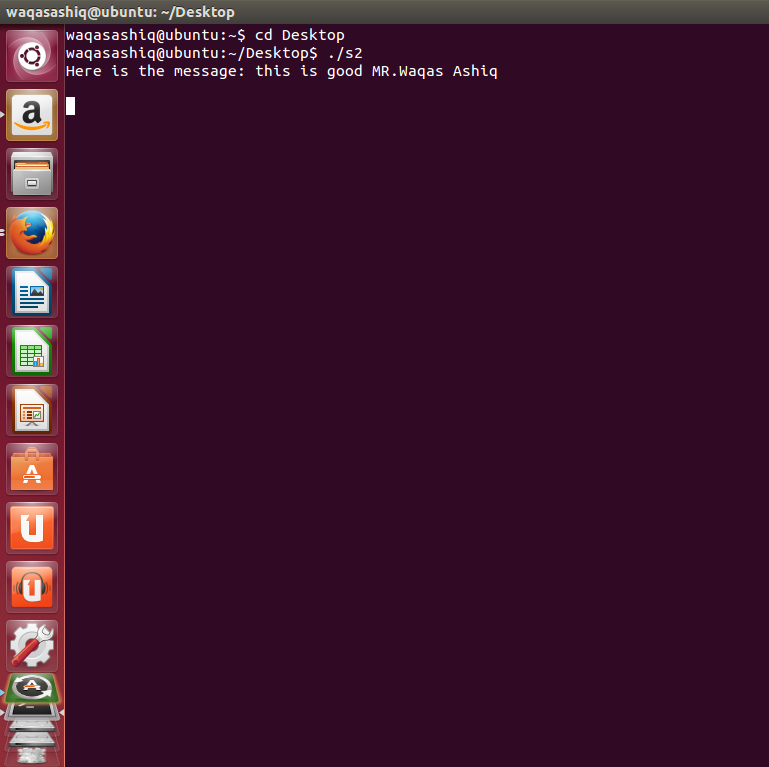 waqasashiq@ubuntu: ~/Desktop
waqasashiq@ubuntu:~$ cd Desktop
waqasashiq@ubuntu:~/Desktop$ ./s2
Here is the message: this is good MR.Waqas Ashiq